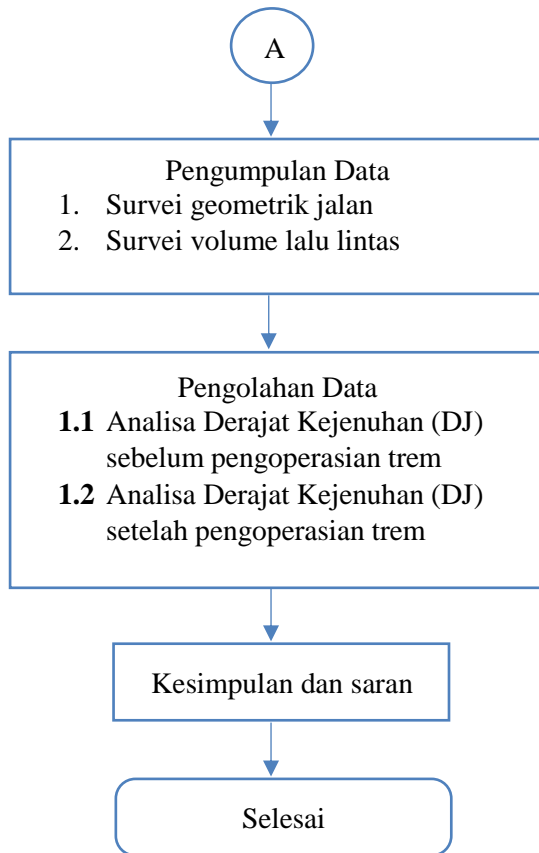 A
Pengumpulan Data
1. Survei geometrik jalan
2. Survei volume lalu lintas
Pengolahan Data
1.1 Analisa Derajat Kejenuhan (DJ)
sebelum pengoperasian trem
1.2 Analisa Derajat Kejenuhan (DJ)
setelah pengoperasian trem
Kesimpulan dan saran
Selesai